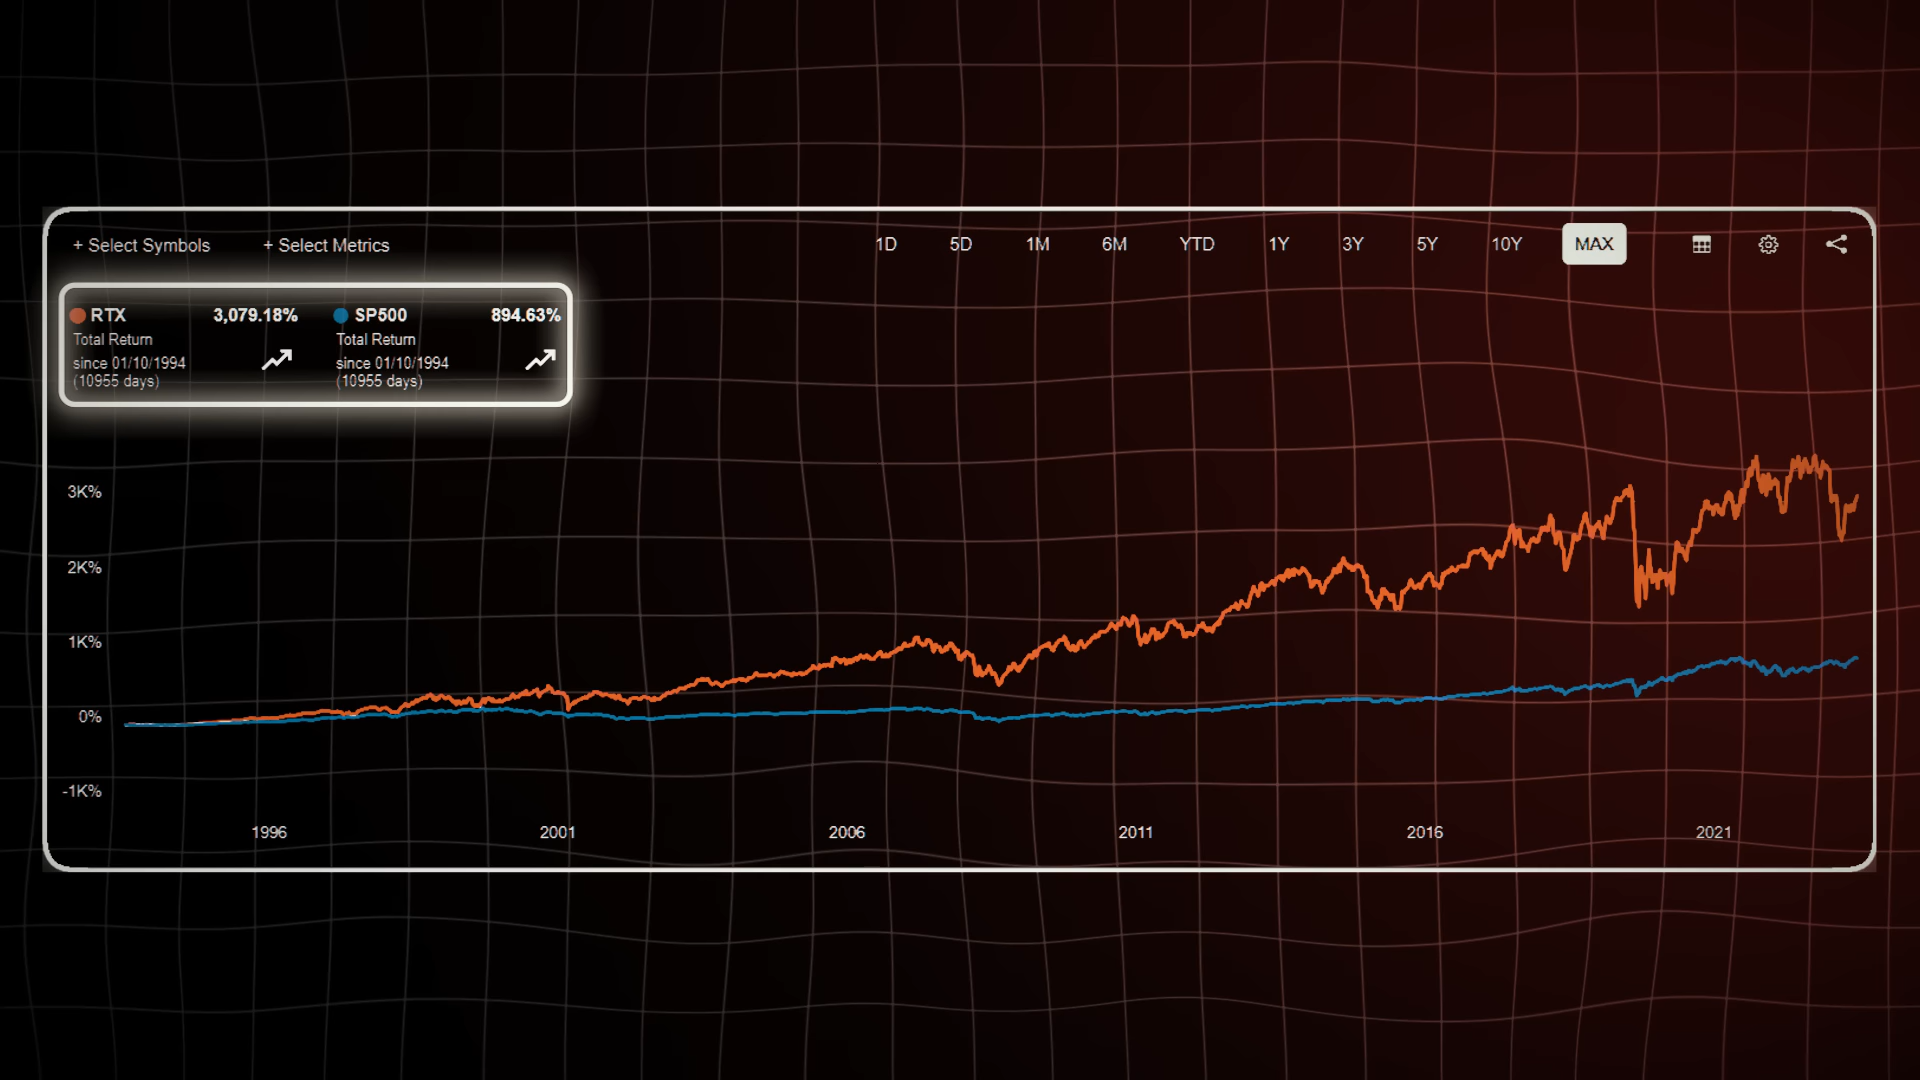 + Select Symbols + Select Metrics 1D 5D 1M 6M YTD 1Y 3Y 5Y 10Y MAX
RTX 3,079.18% SP500 894.63%
Total Return Total Return
since 01/10/1994 since 01/10/1994
(10955 days) (10955 days)
3K%
2K%
1K%
0%
-1K%
1996 2001 2006 2011 2016 2021